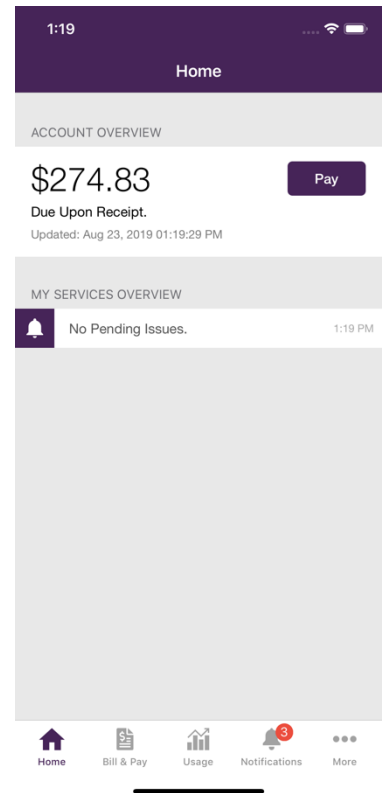 1:19
Home
ACCOUNT OVERVIEW
$274.83
Pay
Due Upon Receipt.
Updated: Aug 23, 2019 01:19:29 PM
MY SERVICES OVERVIEW
No Pending Issues.
1:19 PM
3
Home
Bill & Pay
Usage
Notifications
More